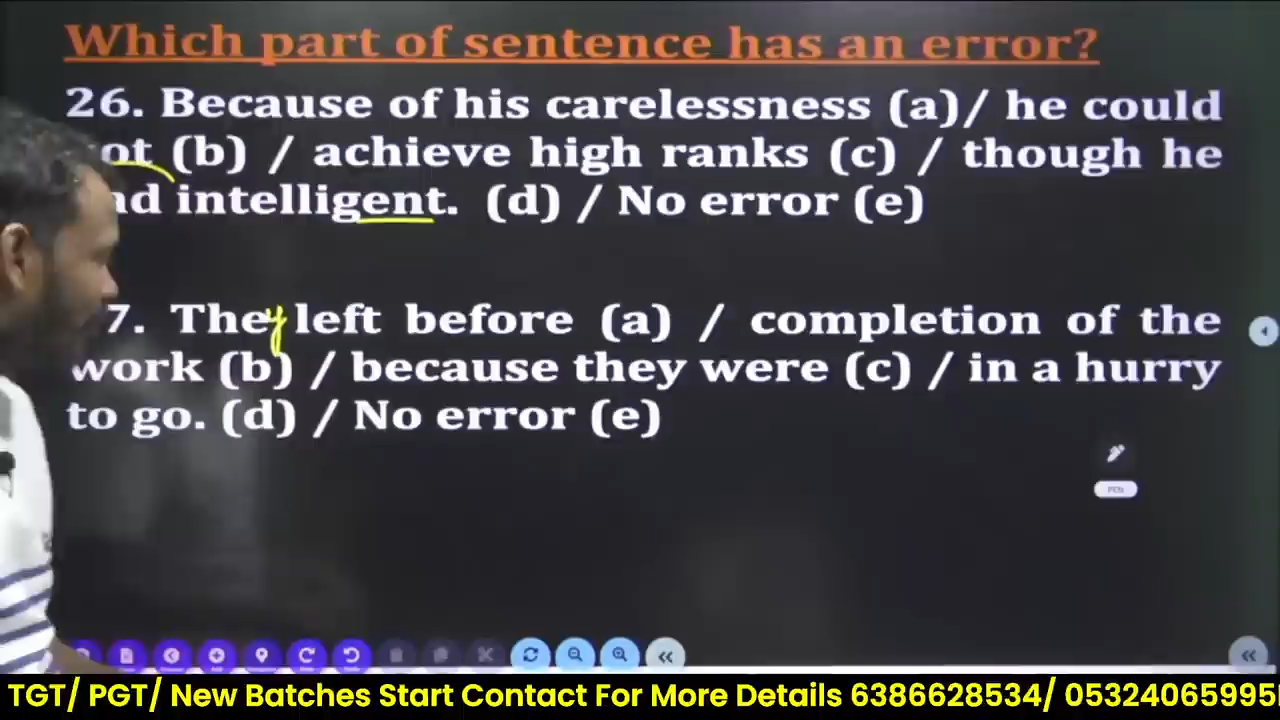 Which part of sentence has an error?
26. Because of his carelessness (a)/ he could
(b) / achieve high ranks (c) / though he
intelligent. (d) / No error (e)
7. They left before (a) / completion of the
work (b) / because they were (c) / in a hurry
to go. (d) / No error (e)
TGT/ PGT/ New Batches Start Contact For More Details 6386628534/ 05324065995